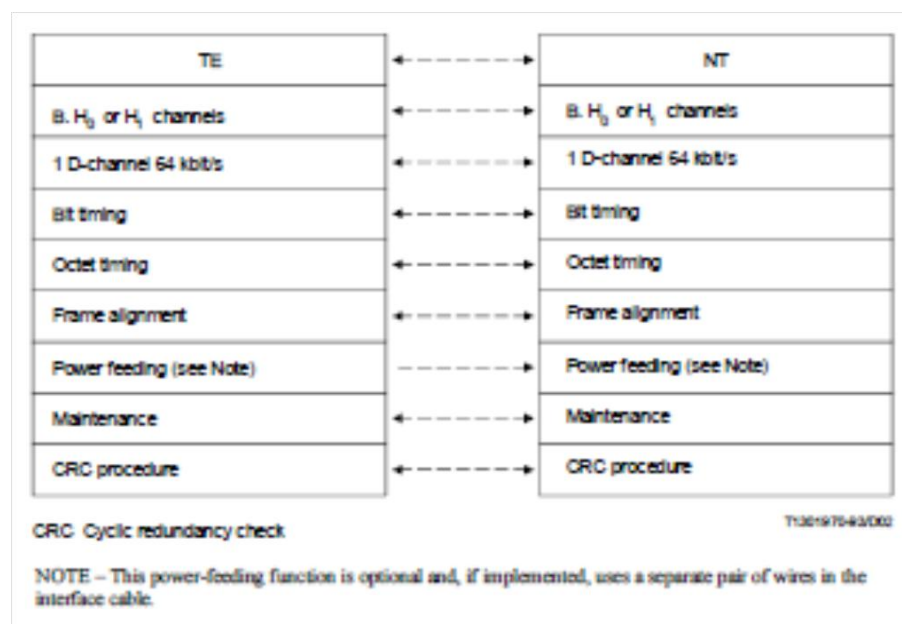 TE NT
B. H₀ or H₁ channels B. H₀ or H₁ channels
1 D-channel 64 kbit/s 1 D-channel 64 kbit/s
Bit timing Bit timing
Octet timing Octet timing
Frame alignment Frame alignment
Power feeding (see Note) Power feeding (see Note)
Maintenance Maintenance
CRC procedure CRC procedure
T1301970-93/D02
CRC Cyclic redundancy check
NOTE – This power-feeding function is optional and, if implemented, uses a separate pair of wires in the
interface cable.